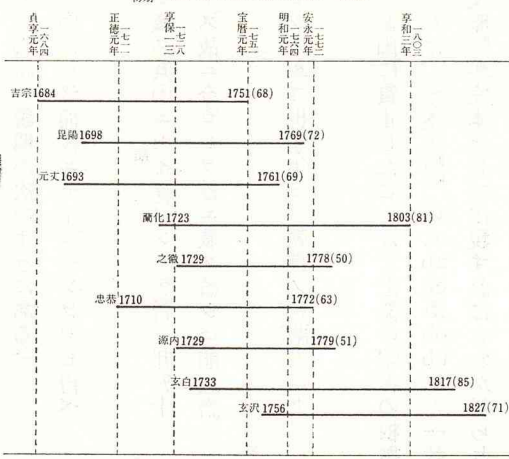 一六八四
貞享元年
一七一一
正徳元年
一七二八
享保一三
一七五一
宝暦元年
一七六四
明和元年
一七七二
安永元年
一八〇三
享和三年
吉宗1684 1751(68)
昆陽1698 1769(72)
元丈1693 1761(69)
蘭化1723 1803(81)
之徽1729 1778(50)
忠恭1710 1772(63)
源内1729 1779(51)
玄白1733 1817(85)
玄沢1756 1827(71)